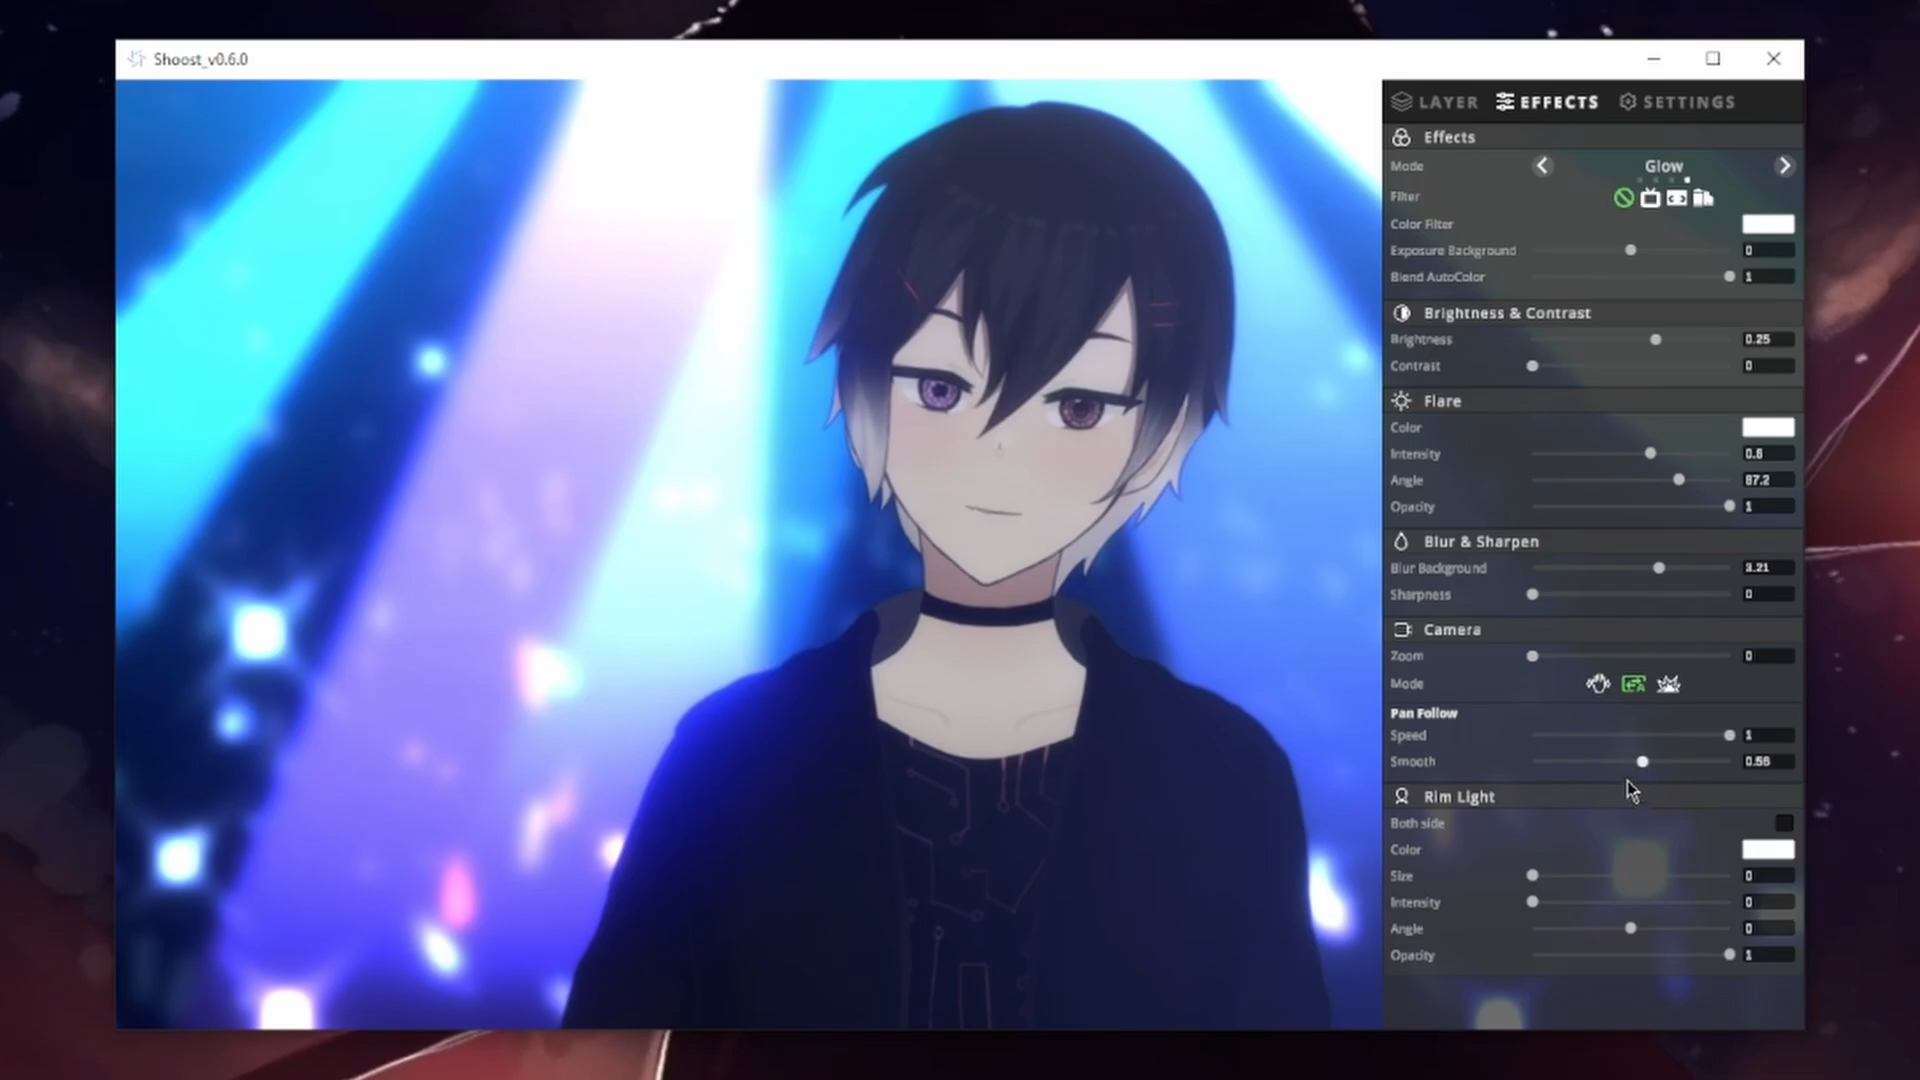 Shoost_v0.6.0
LAYER EFFECTS SETTINGS
Effects
Mode Glow
Filter
Color Filter
Exposure Background 0
Blend AutoColor 1
Brightness & Contrast
Brightness 0.25
Contrast 0
Flare
Color
Intensity 0.6
Angle 87.2
Opacity 1
Blur & Sharpen
Blur Background 3.21
Sharpness 0
Camera
Zoom 0
Mode
Pan Follow
Speed 1
Smooth 0.56
Rim Light
Both side
Color
Size 0
Intensity 0
Angle 0
Opacity 1